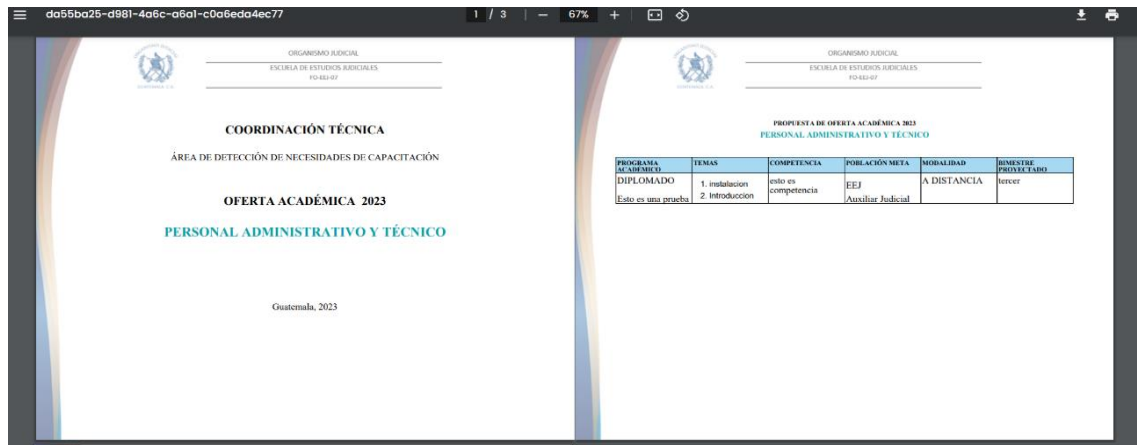 da55ba25-d981-4a6c-a6a1-c0a6eda4ec77
1 / 3
67%
ORGANISMO JUDICIAL
ESCUELA DE ESTUDIOS JUDICIALES
FO-EEJ-07
COORDINACIÓN TÉCNICA
ÁREA DE DETECCIÓN DE NECESIDADES DE CAPACITACIÓN
OFERTA ACADÉMICA 2023
PERSONAL ADMINISTRATIVO Y TÉCNICO
Guatemala, 2023
ORGANISMO JUDICIAL
ESCUELA DE ESTUDIOS JUDICIALES
FO-EEJ-07
PROPUESTA DE OFERTA ACADÉMICA 2023
PERSONAL ADMINISTRATIVO Y TÉCNICO
PROGRAMA ACADÉMICO TEMAS COMPETENCIA POBLACIÓN META MODALIDAD BIMESTRE PROYECTADO
DIPLOMADO
Esto es una prueba
1. instalacion
2. Introduccion
esto es
competencia
EEJ
Auxiliar Judicial
A DISTANCIA
tercer